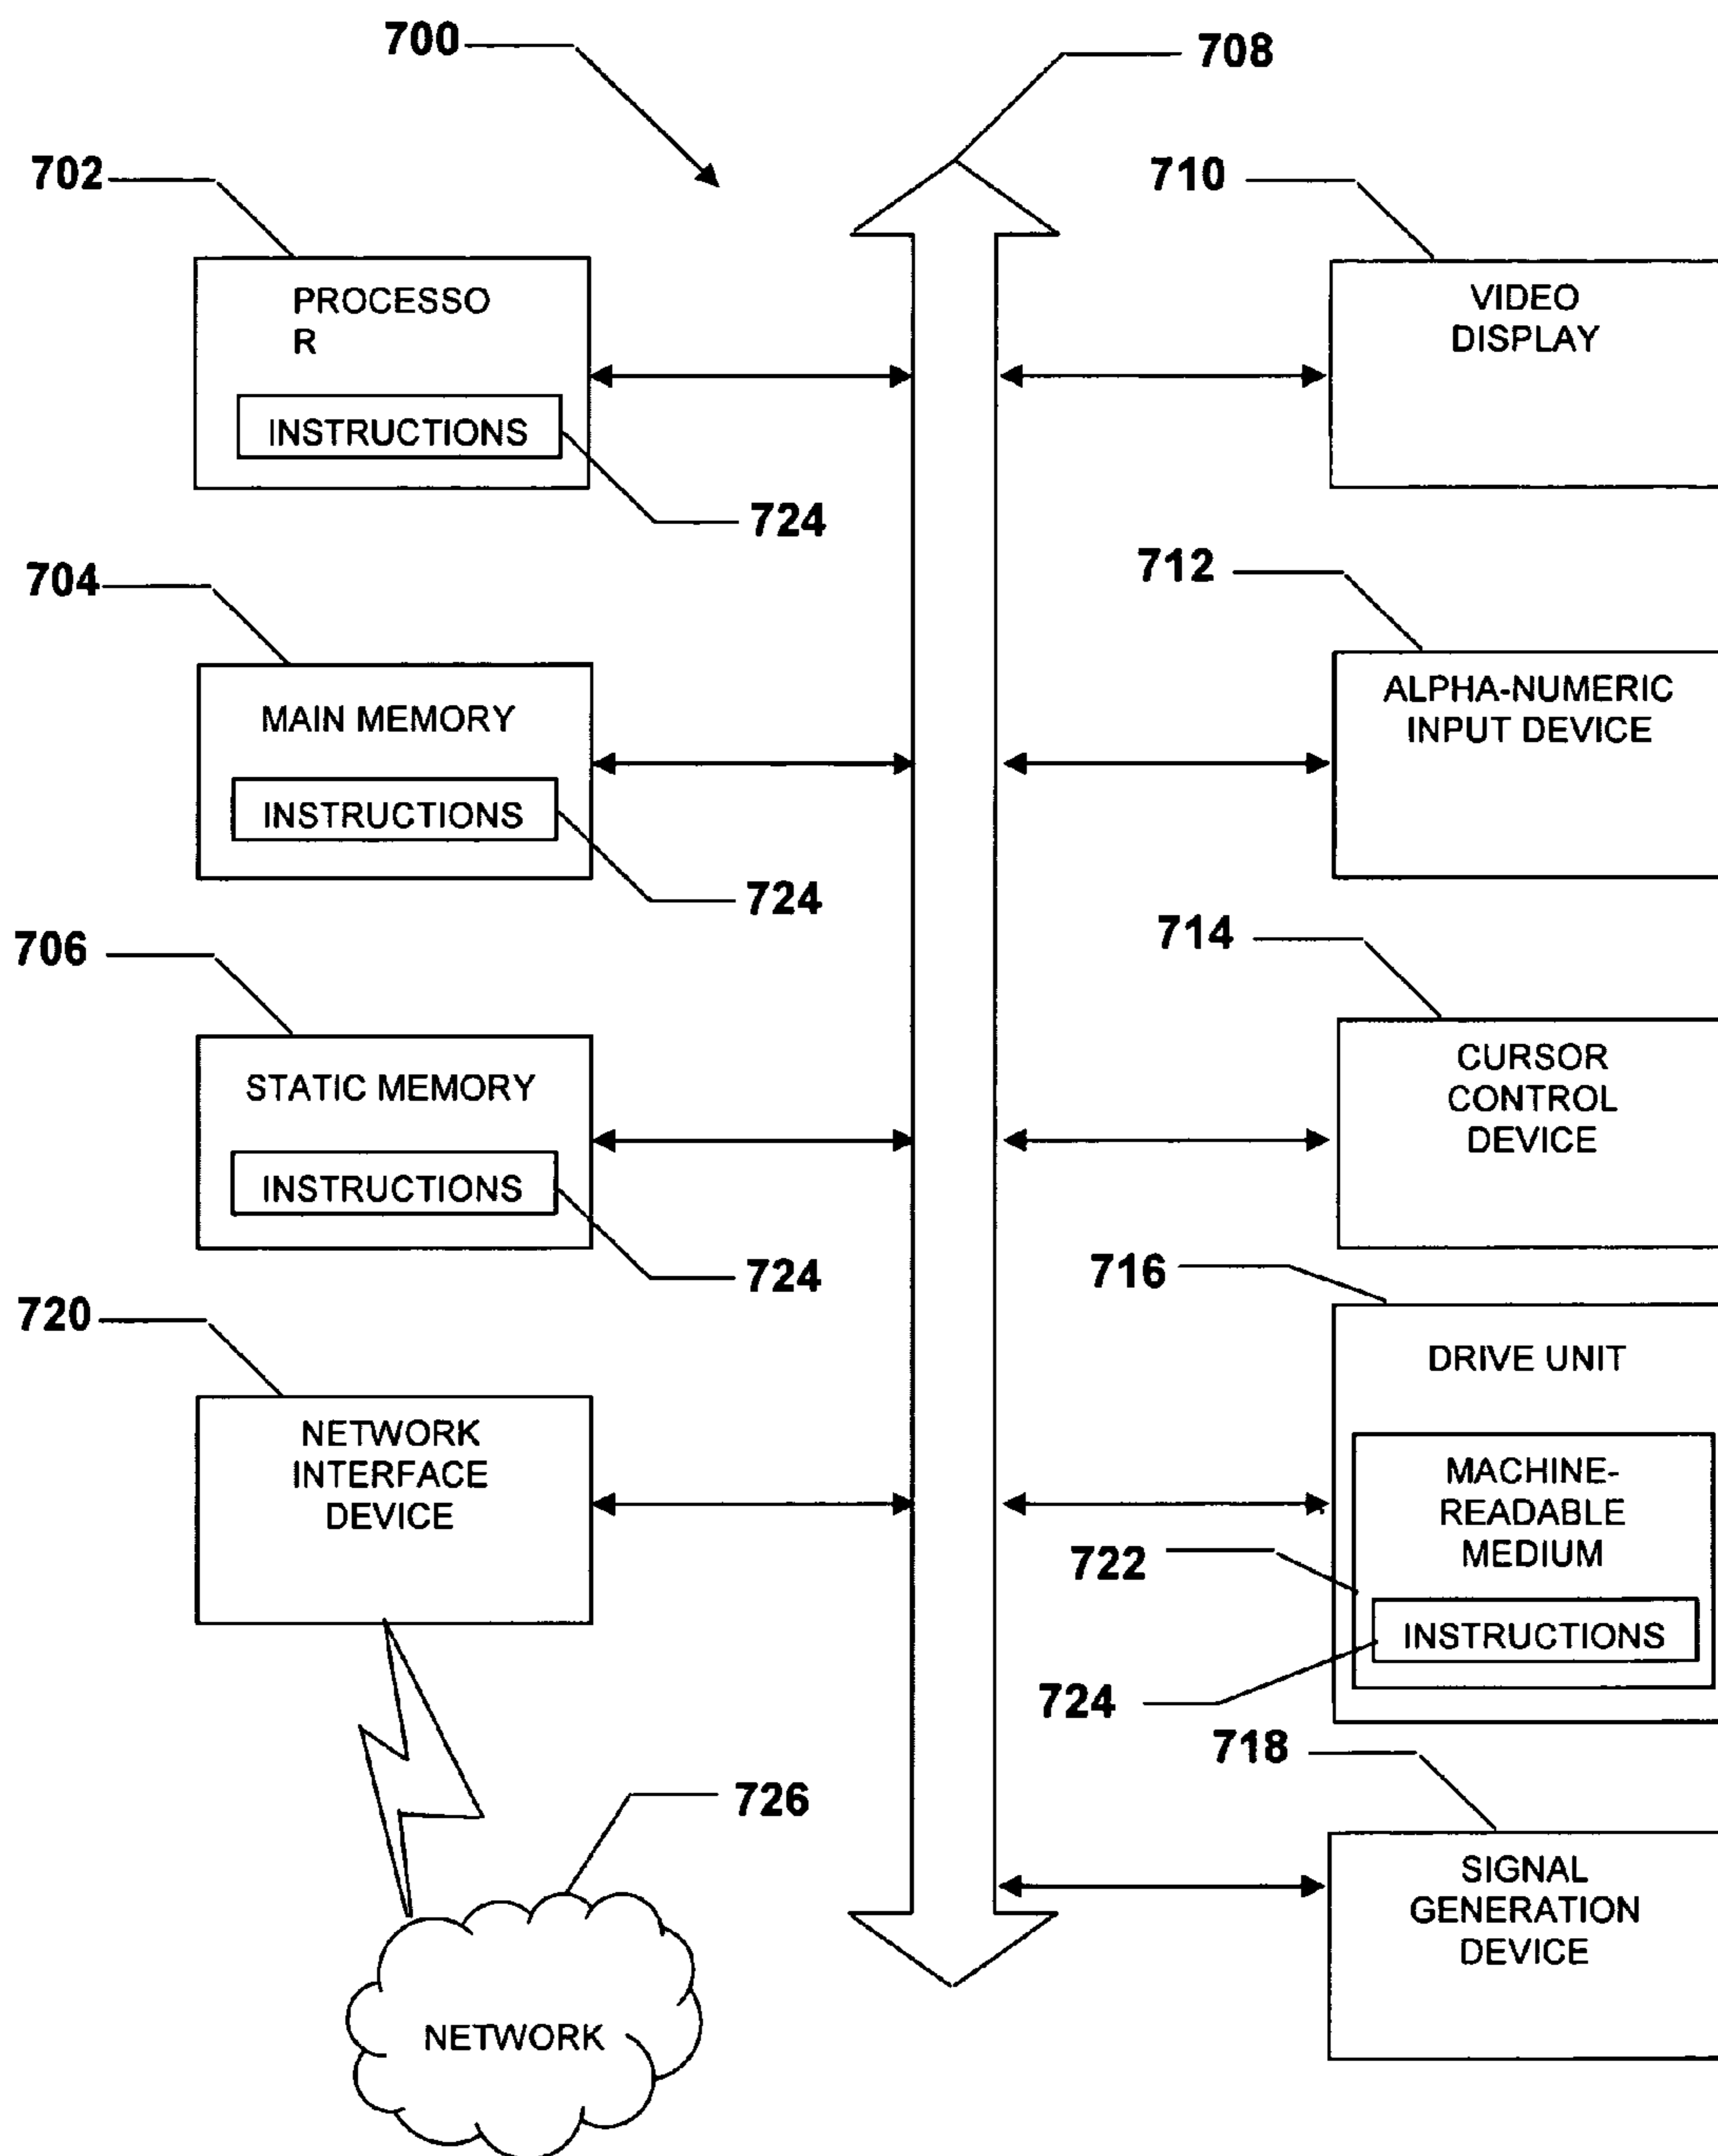 700
708
702
710
PROCESSO
R
INSTRUCTIONS
724
VIDEO
DISPLAY
704
712
MAIN MEMORY
INSTRUCTIONS
724
ALPHA-NUMERIC
INPUT DEVICE
706
714
STATIC MEMORY
INSTRUCTIONS
724
CURSOR
CONTROL
DEVICE
720
716
NETWORK
INTERFACE
DEVICE
DRIVE UNIT
MACHINE-
READABLE
MEDIUM
722
INSTRUCTIONS
724
718
726
SIGNAL
GENERATION
DEVICE
NETWORK